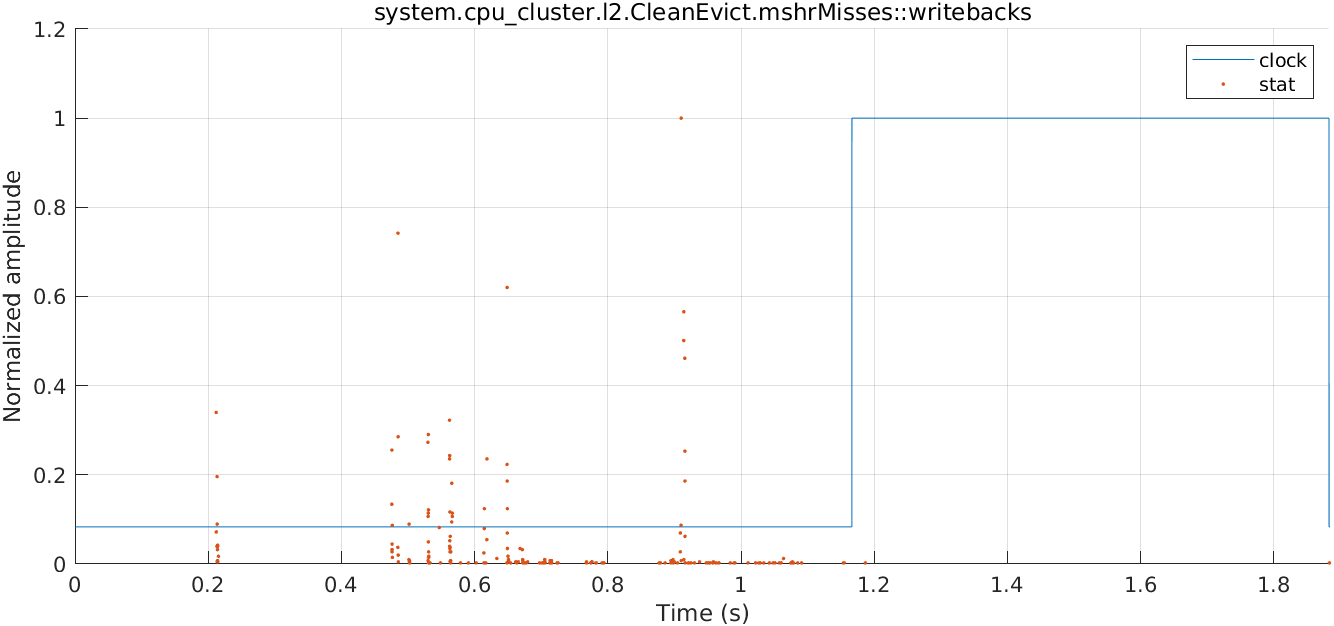 system.cpu_cluster.l2.CleanEvict.mshrMisses::writebacks
1.2
1
0.8
0.6
0.4
0.2
0
Normalized amplitude
clock
stat
0 0.2 0.4 0.6 0.8 1 1.2 1.4 1.6 1.8
Time (s)